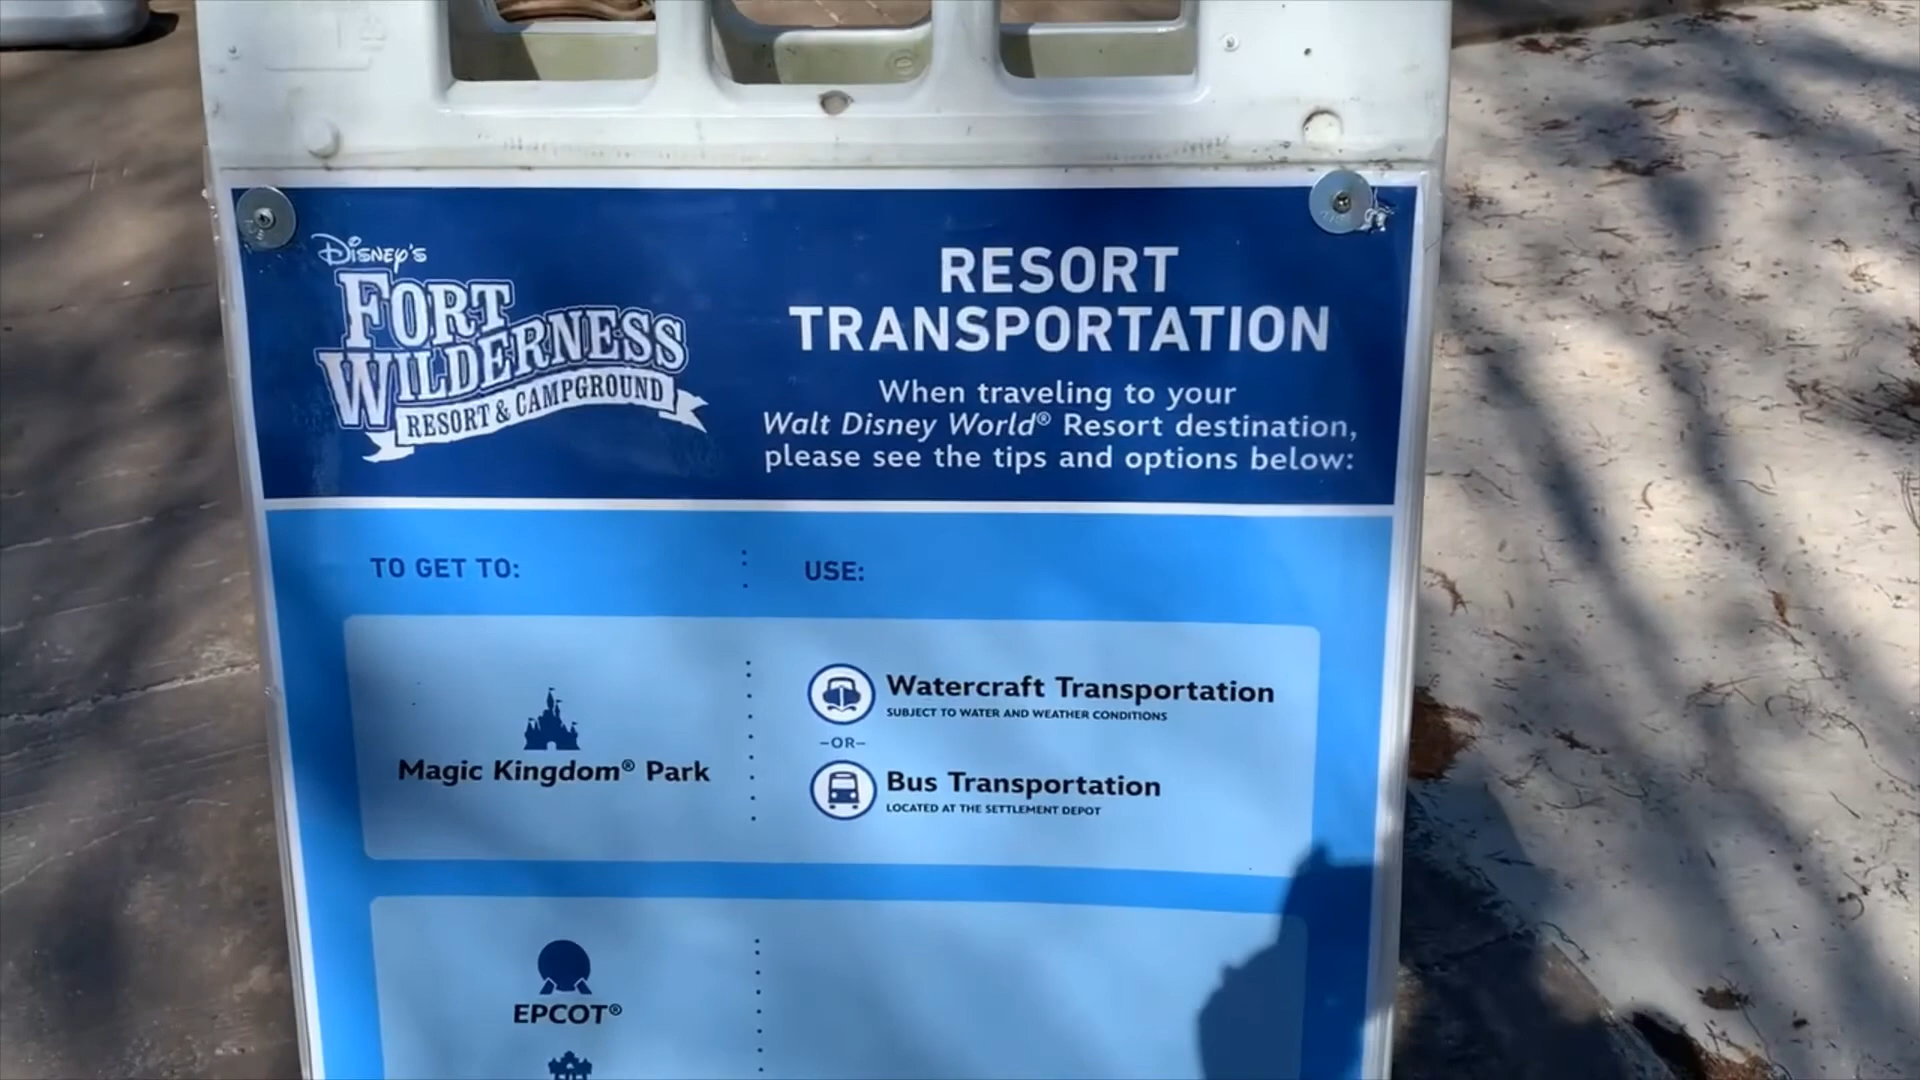 Disney's
FORT
WILDERNESS
RESORT & CAMPGROUND
RESORT
TRANSPORTATION
When traveling to your
Walt Disney World® Resort destination,
please see the tips and options below:
TO GET TO:
USE:
Magic Kingdom® Park
Watercraft Transportation
SUBJECT TO WATER AND WEATHER CONDITIONS
–OR–
Bus Transportation
LOCATED AT THE SETTLEMENT DEPOT
EPCOT®